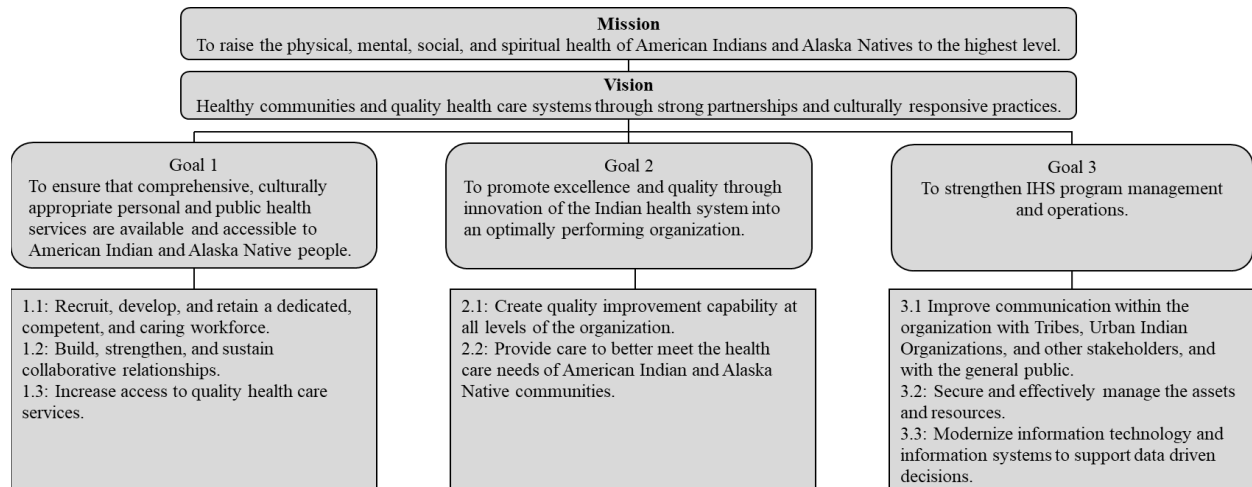 Mission
To raise the physical, mental, social, and spiritual health of American Indians and Alaska Natives to the highest level.
Vision
Healthy communities and quality health care systems through strong partnerships and culturally responsive practices.
Goal 1
To ensure that comprehensive, culturally
appropriate personal and public health
services are available and accessible to
American Indian and Alaska Native people.
Goal 2
To promote excellence and quality through
innovation of the Indian health system into
an optimally performing organization.
Goal 3
To strengthen IHS program management
and operations.
1.1: Recruit, develop, and retain a dedicated,
competent, and caring workforce.
1.2: Build, strengthen, and sustain
collaborative relationships.
1.3: Increase access to quality health care
services.
2.1: Create quality improvement capability at
all levels of the organization.
2.2: Provide care to better meet the health
care needs of American Indian and Alaska
Native communities.
3.1 Improve communication within the
organization with Tribes, Urban Indian
Organizations, and other stakeholders, and
with the general public.
3.2: Secure and effectively manage the assets
and resources.
3.3: Modernize information technology and
information systems to support data driven
decisions.